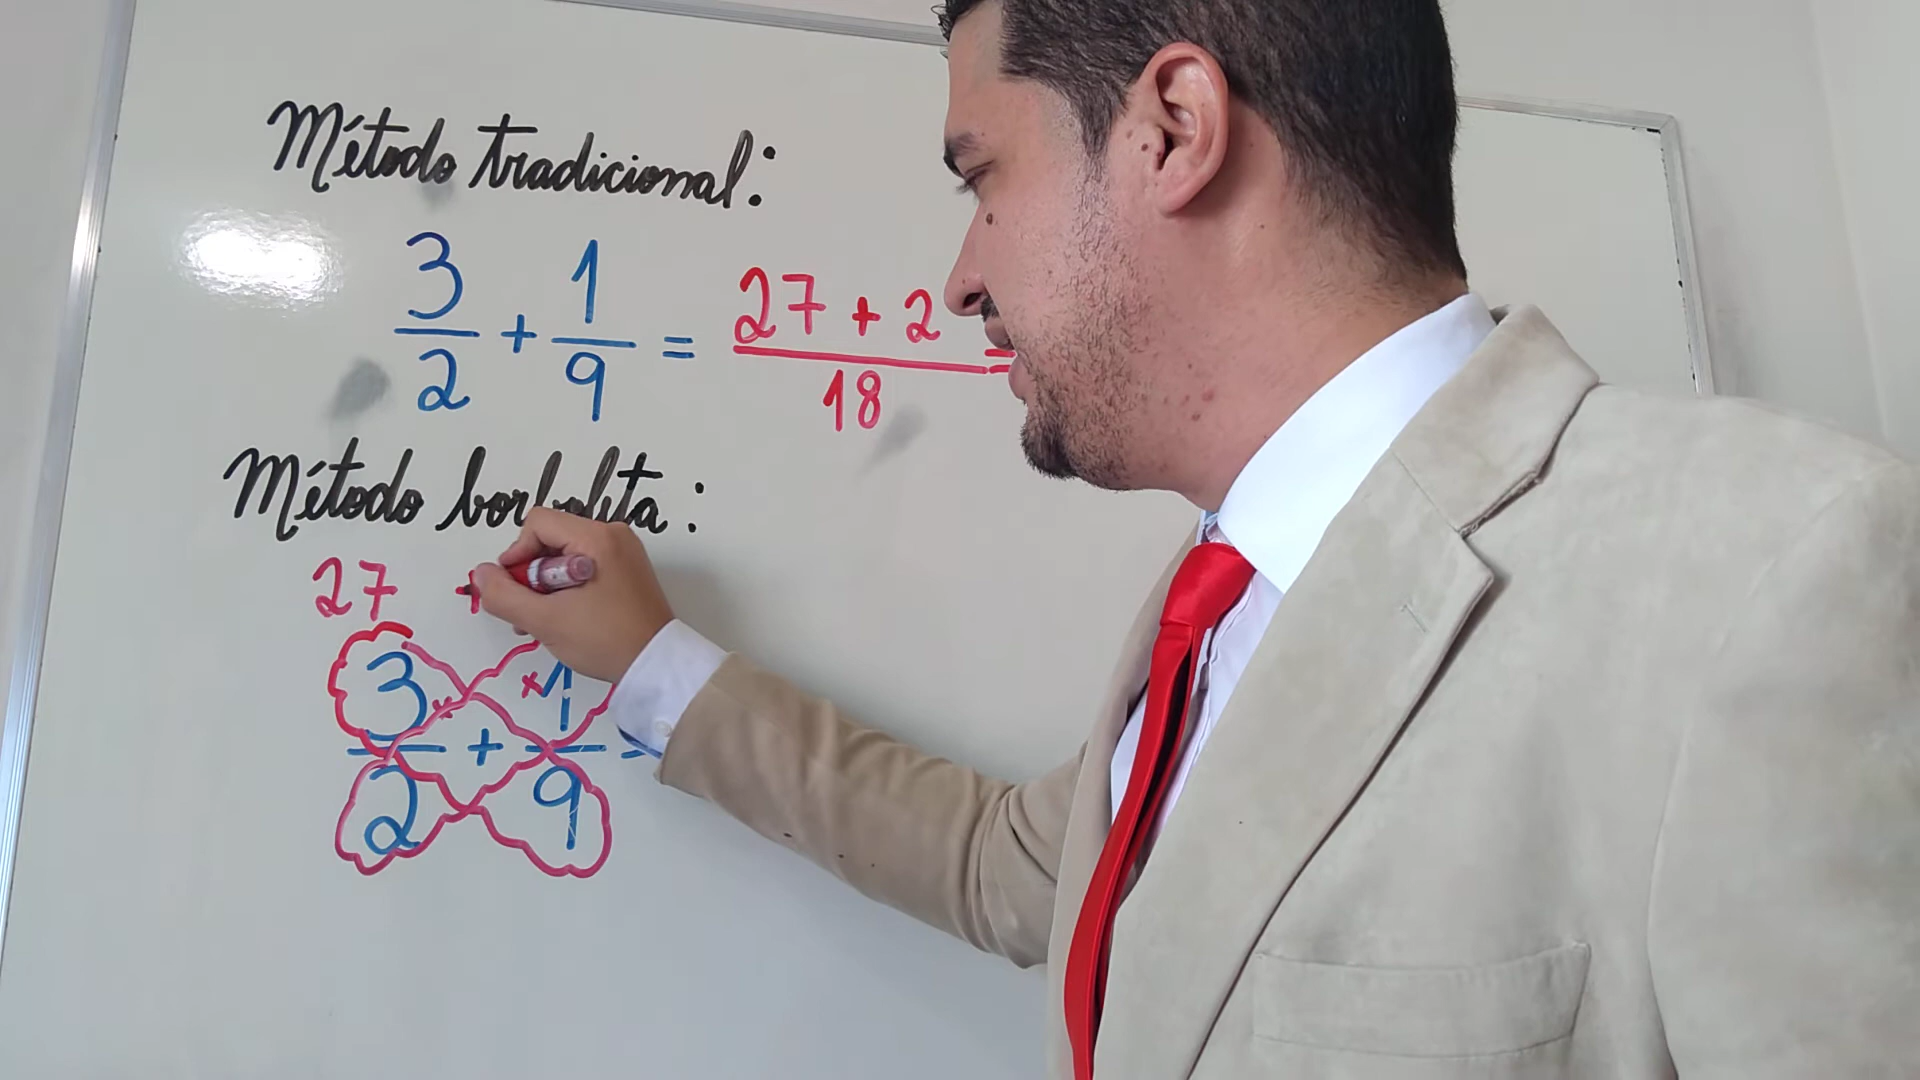 Método tradicional:
3/2 + 1/9 = 27 + 2/18 =
Método borboleta:
27 +
3 × × 1
+ =
2 9